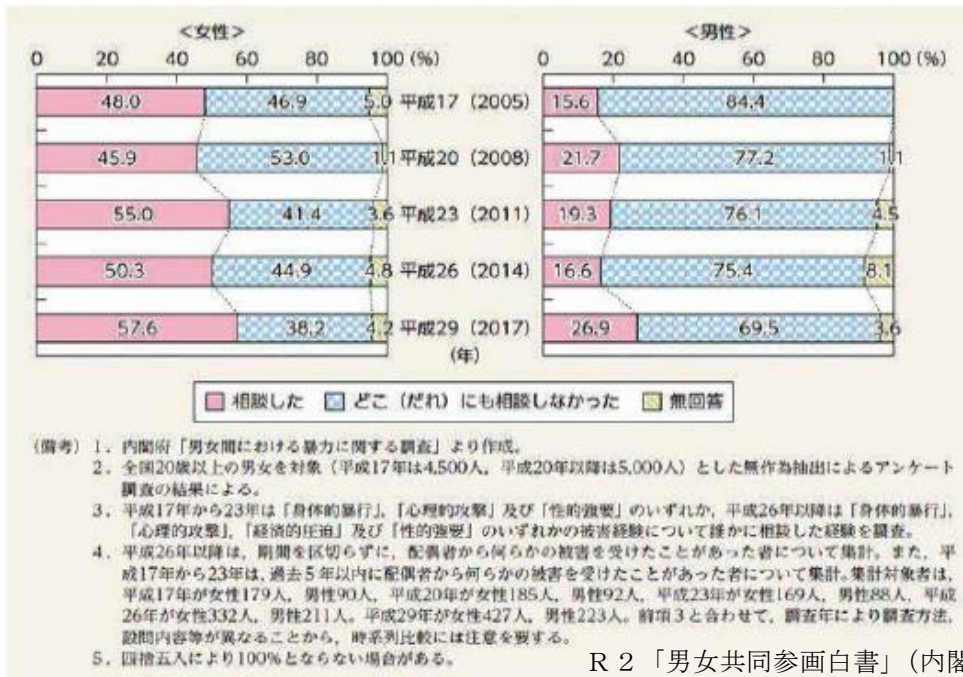 <女性> <男性>
0 20 40 60 80 100 (%) 0 20 40 60 80 100 (%)
48.0 46.9 5.0 平成17 (2005) 15.6 84.4
45.9 53.0 1.1 平成20 (2008) 21.7 77.2 1.1
55.0 41.4 3.6 平成23 (2011) 19.3 76.1 4.5
50.3 44.9 4.8 平成26 (2014) 16.6 75.4 8.1
57.6 38.2 4.2 平成29 (2017) 26.9 69.5 3.6
(年)
相談した どこ（だれ）にも相談しなかった 無回答
(備考) 1．内閣府「男女間における暴力に関する調査」より作成。
2．全国20歳以上の男女を対象（平成17年は4,500人，平成20年以降は5,000人）とした無作為抽出によるアンケート
調査の結果による。
3．平成17年から23年は「身体的暴行」，「心理的攻撃」及び「性的強要」のいずれか，平成26年以降は「身体的暴行」，
「心理的攻撃」，「経済的圧迫」及び「性的強要」のいずれかの被害経験について誰かに相談した経験を調査。
4．平成26年以降は，期間を区切らずに，配偶者から何らかの被害を受けたことがあった者について集計。また，平
成17年から23年は，過去5年以内に配偶者から何らかの被害を受けたことがあった者について集計。集計対象者は，
平成17年が女性179人，男性90人，平成20年が女性185人，男性92人，平成23年が女性169人，男性88人，平成
26年が女性332人，男性211人。平成29年が女性427人，男性223人。前項3と合わせて，調査年により調査方法，
設問内容等が異なることから，時系列比較には注意を要する。
5．四捨五入により100％とならない場合がある。
Ｒ２「男女共同参画白書」（内閣